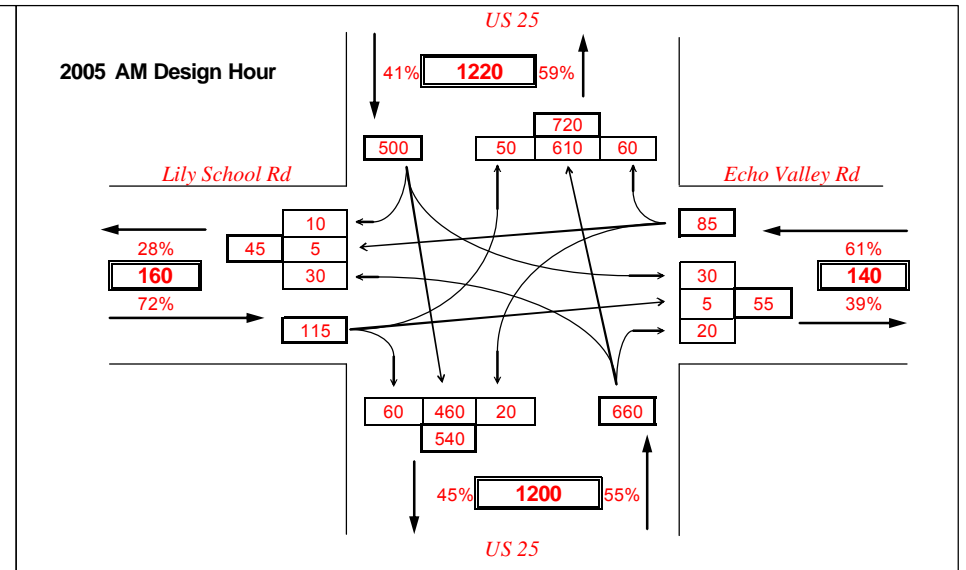 US 25
2005 AM Design Hour
41% 1220 59%
720
500 50 610 60
Lily School Rd Echo Valley Rd
10 85
28% 45 5 61%
160 30 30 140
72% 5 55 39%
115 20
60 460 20 660
540
45% 1200 55%
US 25